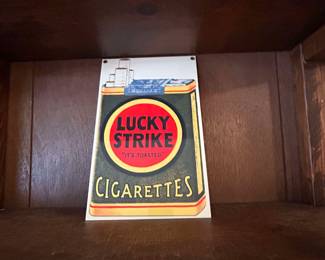 LUCKY
STRIKE
"IT'S TOASTED"
CIGARETTES